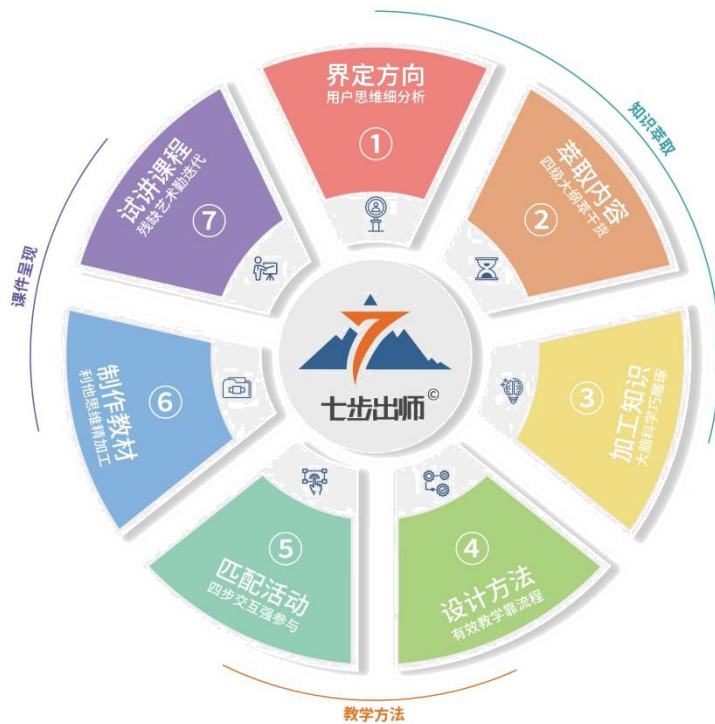 界定方向
用户思维细分析
①
知识萃取
萃取内容
四级大纲萃干货
②
加工知识
大脑科学巧雕琢
③
④
设计方法
有效教学靠流程
教学方法
⑤
匹配活动
四步交互强参与
制作教材
利他思维精加工
⑥
课件呈现
试讲课程
残缺艺术勤迭代
⑦
7
七步出师©